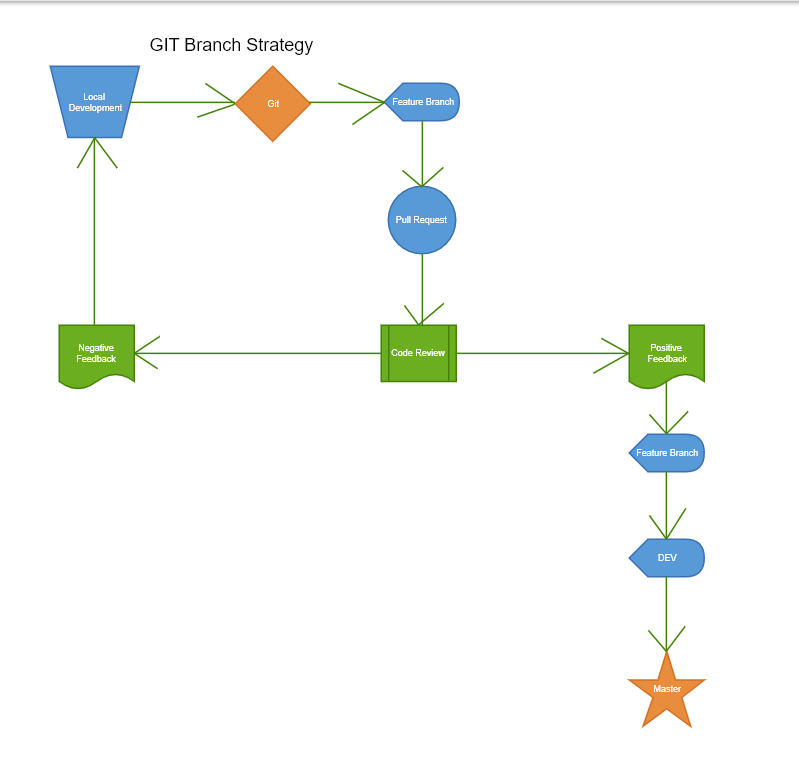 GIT Branch Strategy
Local
Development
Git
Feature Branch
Pull Request
Negative
Feedback
Code Review
Positive
Feedback
Feature Branch
DEV
Master